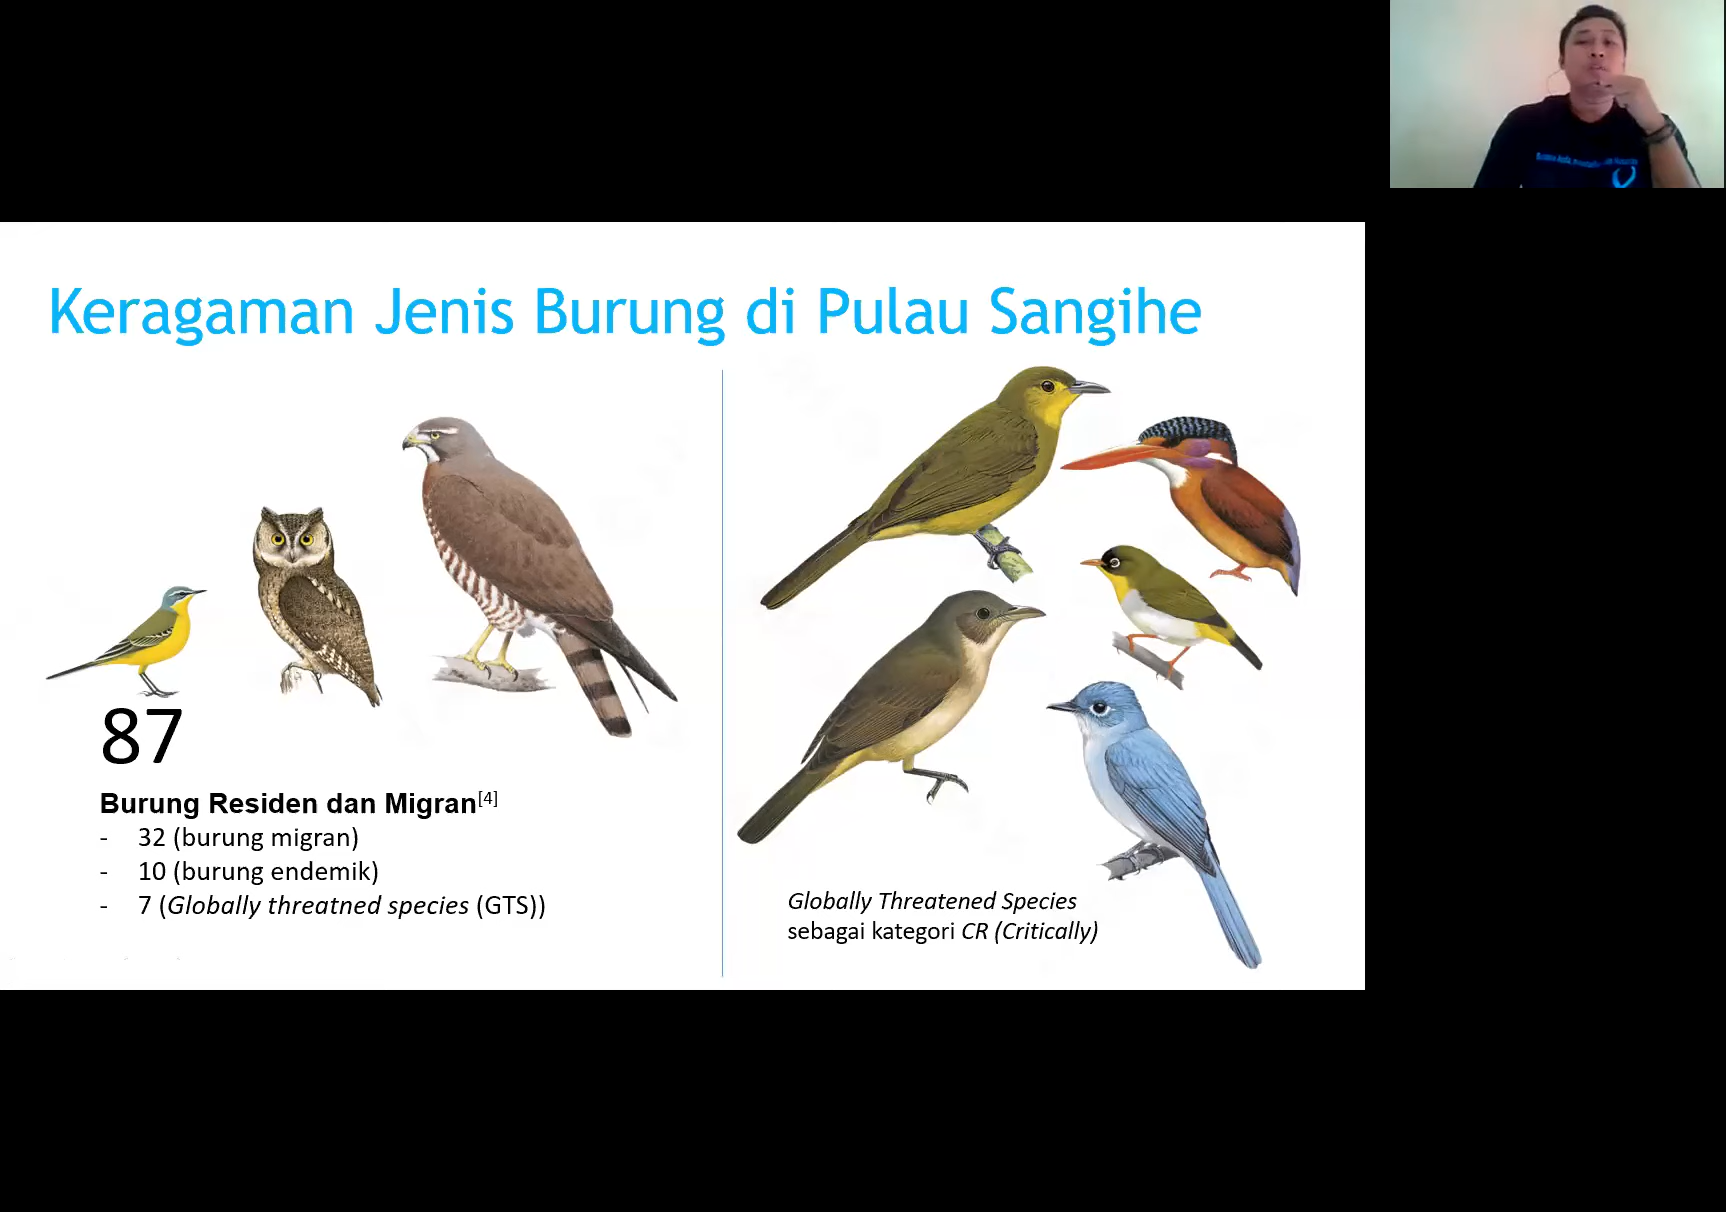 Keragaman Jenis Burung di Pulau Sangihe
87
Burung Residen dan Migran[4]
- 32 (burung migran)
- 10 (burung endemik)
- 7 (Globally threatned species (GTS))
Globally Threatened Species
sebagai kategori CR (Critically)